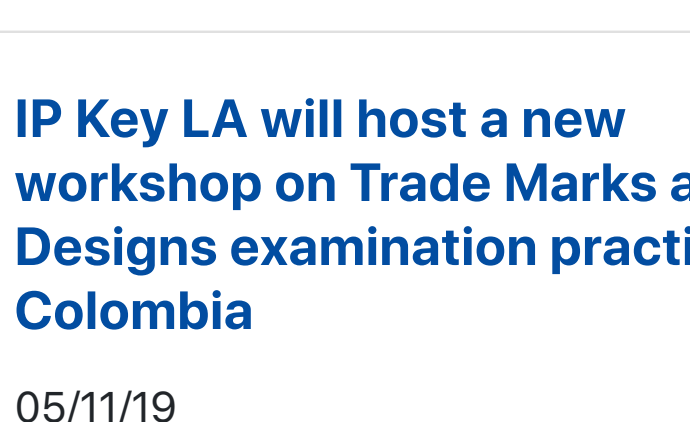 IP Key LA will host a new
workshop on Trade Marks a
Designs examination practi
Colombia
05/11/19